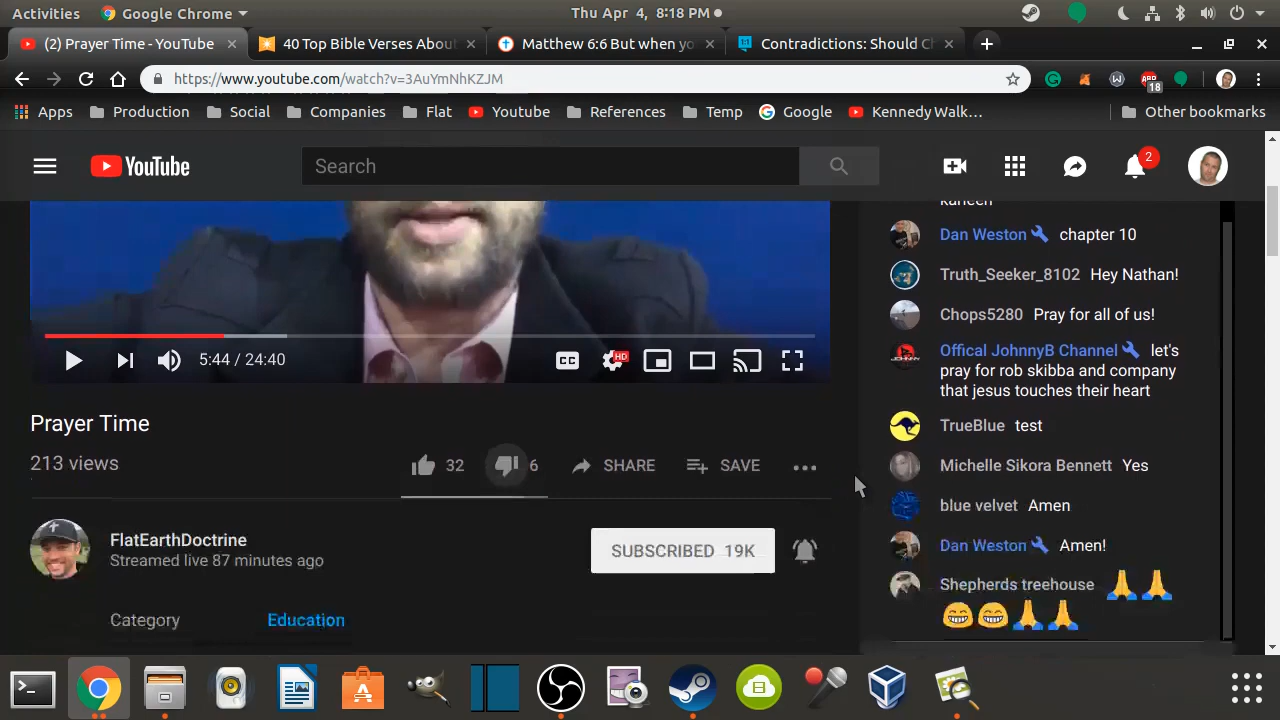 Activities
Google Chrome
Thu Apr 4, 8:18 PM
(2) Prayer Time - YouTube
40 Top Bible Verses Abou
Matthew 6:6 But when yo
Contradictions: Should C
https://www.youtube.com/watch?v=3AuYmNhKZJM
18
Apps
Production
Social
Companies
Flat
Youtube
References
Temp
Google
Kennedy Walk...
Other bookmarks
YouTube
Search
2
5:44 / 24:40
CC
HD
Prayer Time
213 views
32
6
SHARE
SAVE
FlatEarthDoctrine
Streamed live 87 minutes ago
SUBSCRIBED 19K
Category
Education
Dan Weston chapter 10
Truth_Seeker_8102 Hey Nathan!
Chops5280 Pray for all of us!
Offical JohnnyB Channel let's
pray for rob skibba and company
that jesus touches their heart
TrueBlue test
Michelle Sikora Bennett Yes
blue velvet Amen
Dan Weston Amen!
Shepherds treehouse 🙏🙏
😁😁🙏🙏